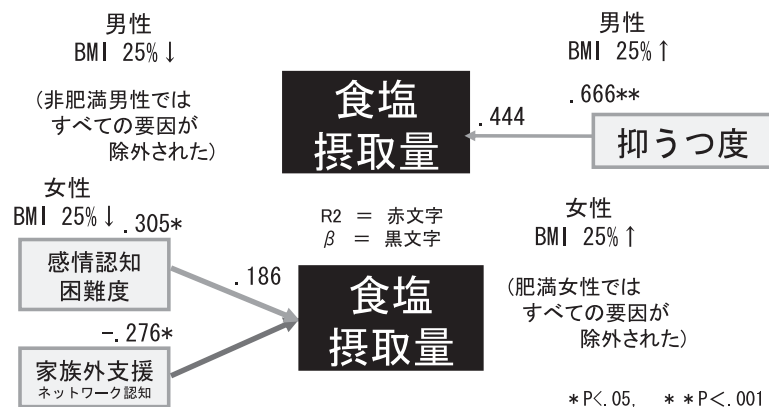 男性
BMI 25%↓
(非肥満男性では
すべての要因が
除外された)
食塩
摂取量
.444
男性
BMI 25%↑
.666**
抑うつ度
女性
BMI 25%↓
.305*
感情認知
困難度
.186
-.276*
家族外支援
ネットワーク認知
R2 = 赤文字
β = 黒文字
食塩
摂取量
女性
BMI 25%↑
(肥満女性では
すべての要因が
除外された)
*P<.05, **P<.001